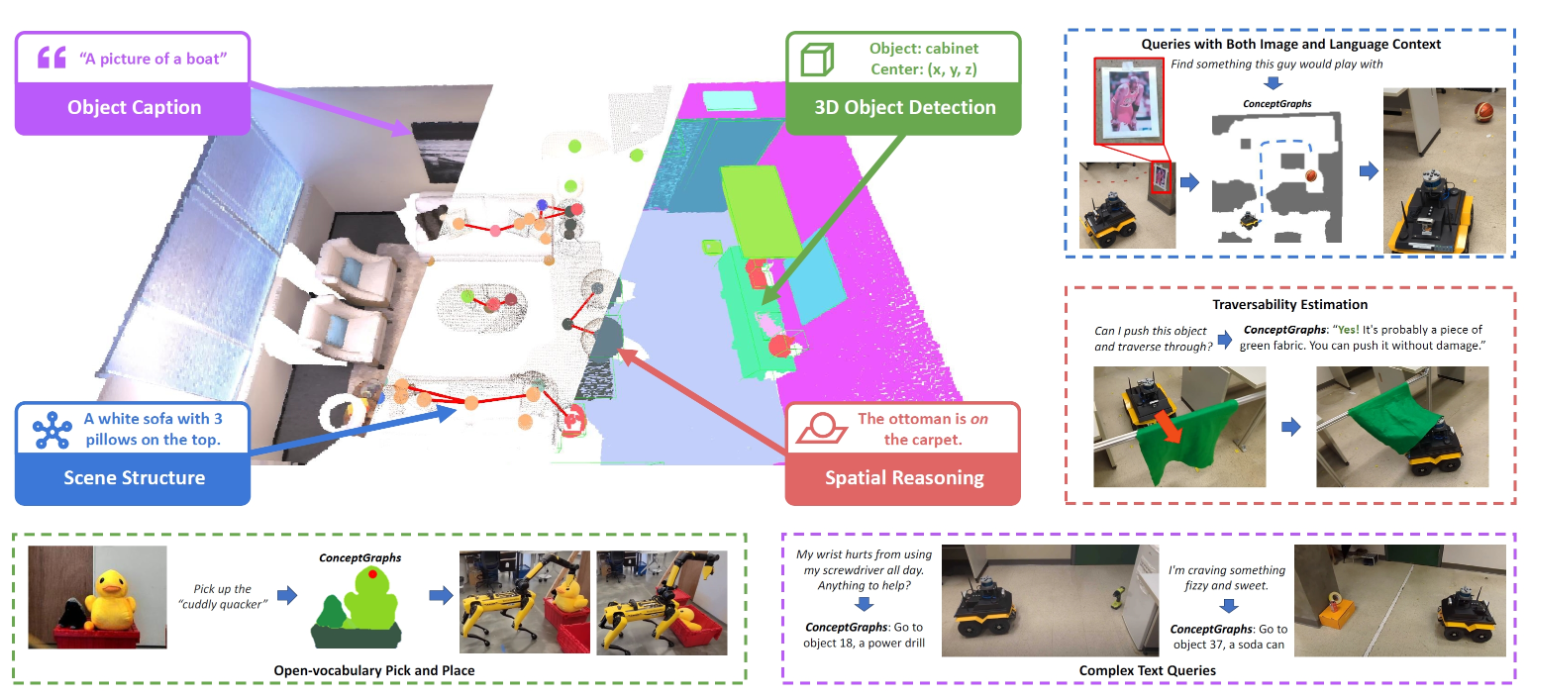 “A picture of a boat”
Object Caption
Object: cabinet
Center: (x, y, z)
3D Object Detection
A white sofa with 3
pillows on the top.
Scene Structure
The ottoman is on
the carpet.
Spatial Reasoning
Queries with Both Image and Language Context
Find something this guy would play with
ConceptGraphs
Traversability Estimation
Can I push this object
and traverse through?
ConceptGraphs: “Yes! It's probably a piece of
green fabric. You can push it without damage.”
Pick up the
“cuddly quacker”
ConceptGraphs
Open-vocabulary Pick and Place
My wrist hurts from using
my screwdriver all day.
Anything to help?
ConceptGraphs: Go to
object 18, a power drill
I'm craving something
fizzy and sweet.
ConceptGraphs: Go to
object 37, a soda can
Complex Text Queries